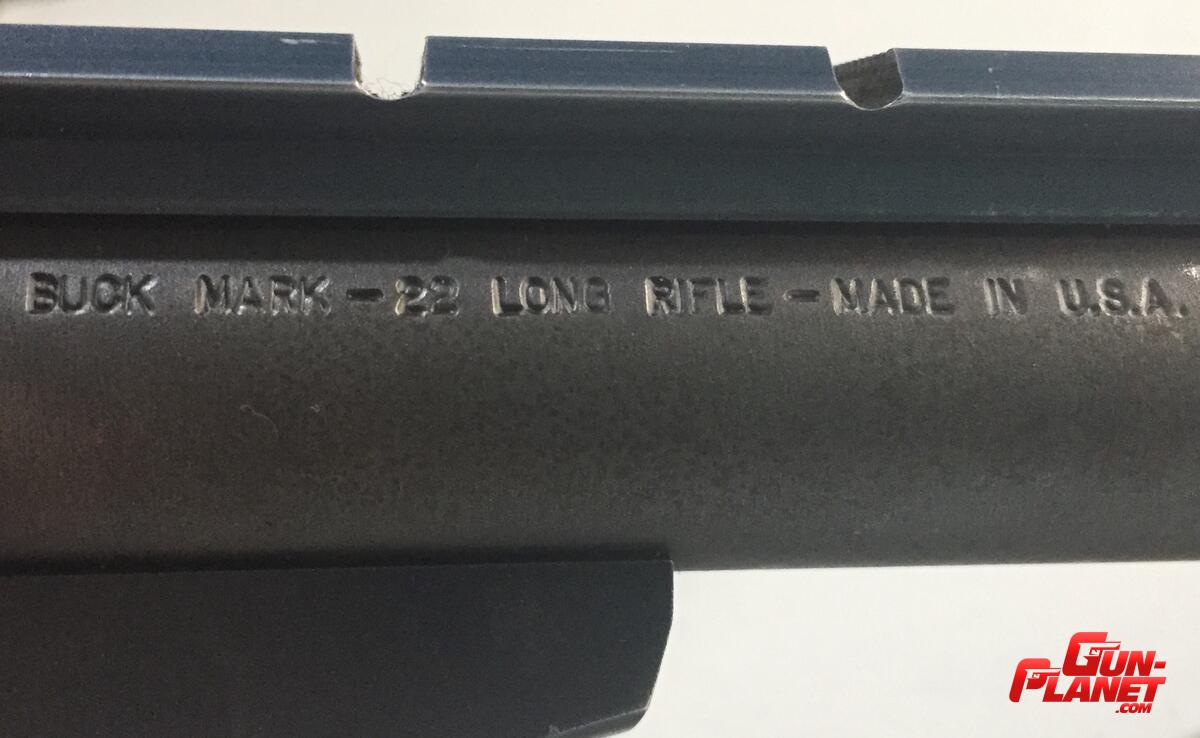 BUCK MARK - 22 LONG RIFLE - MADE IN U.S.A.
GUN-
PLANET
.COM